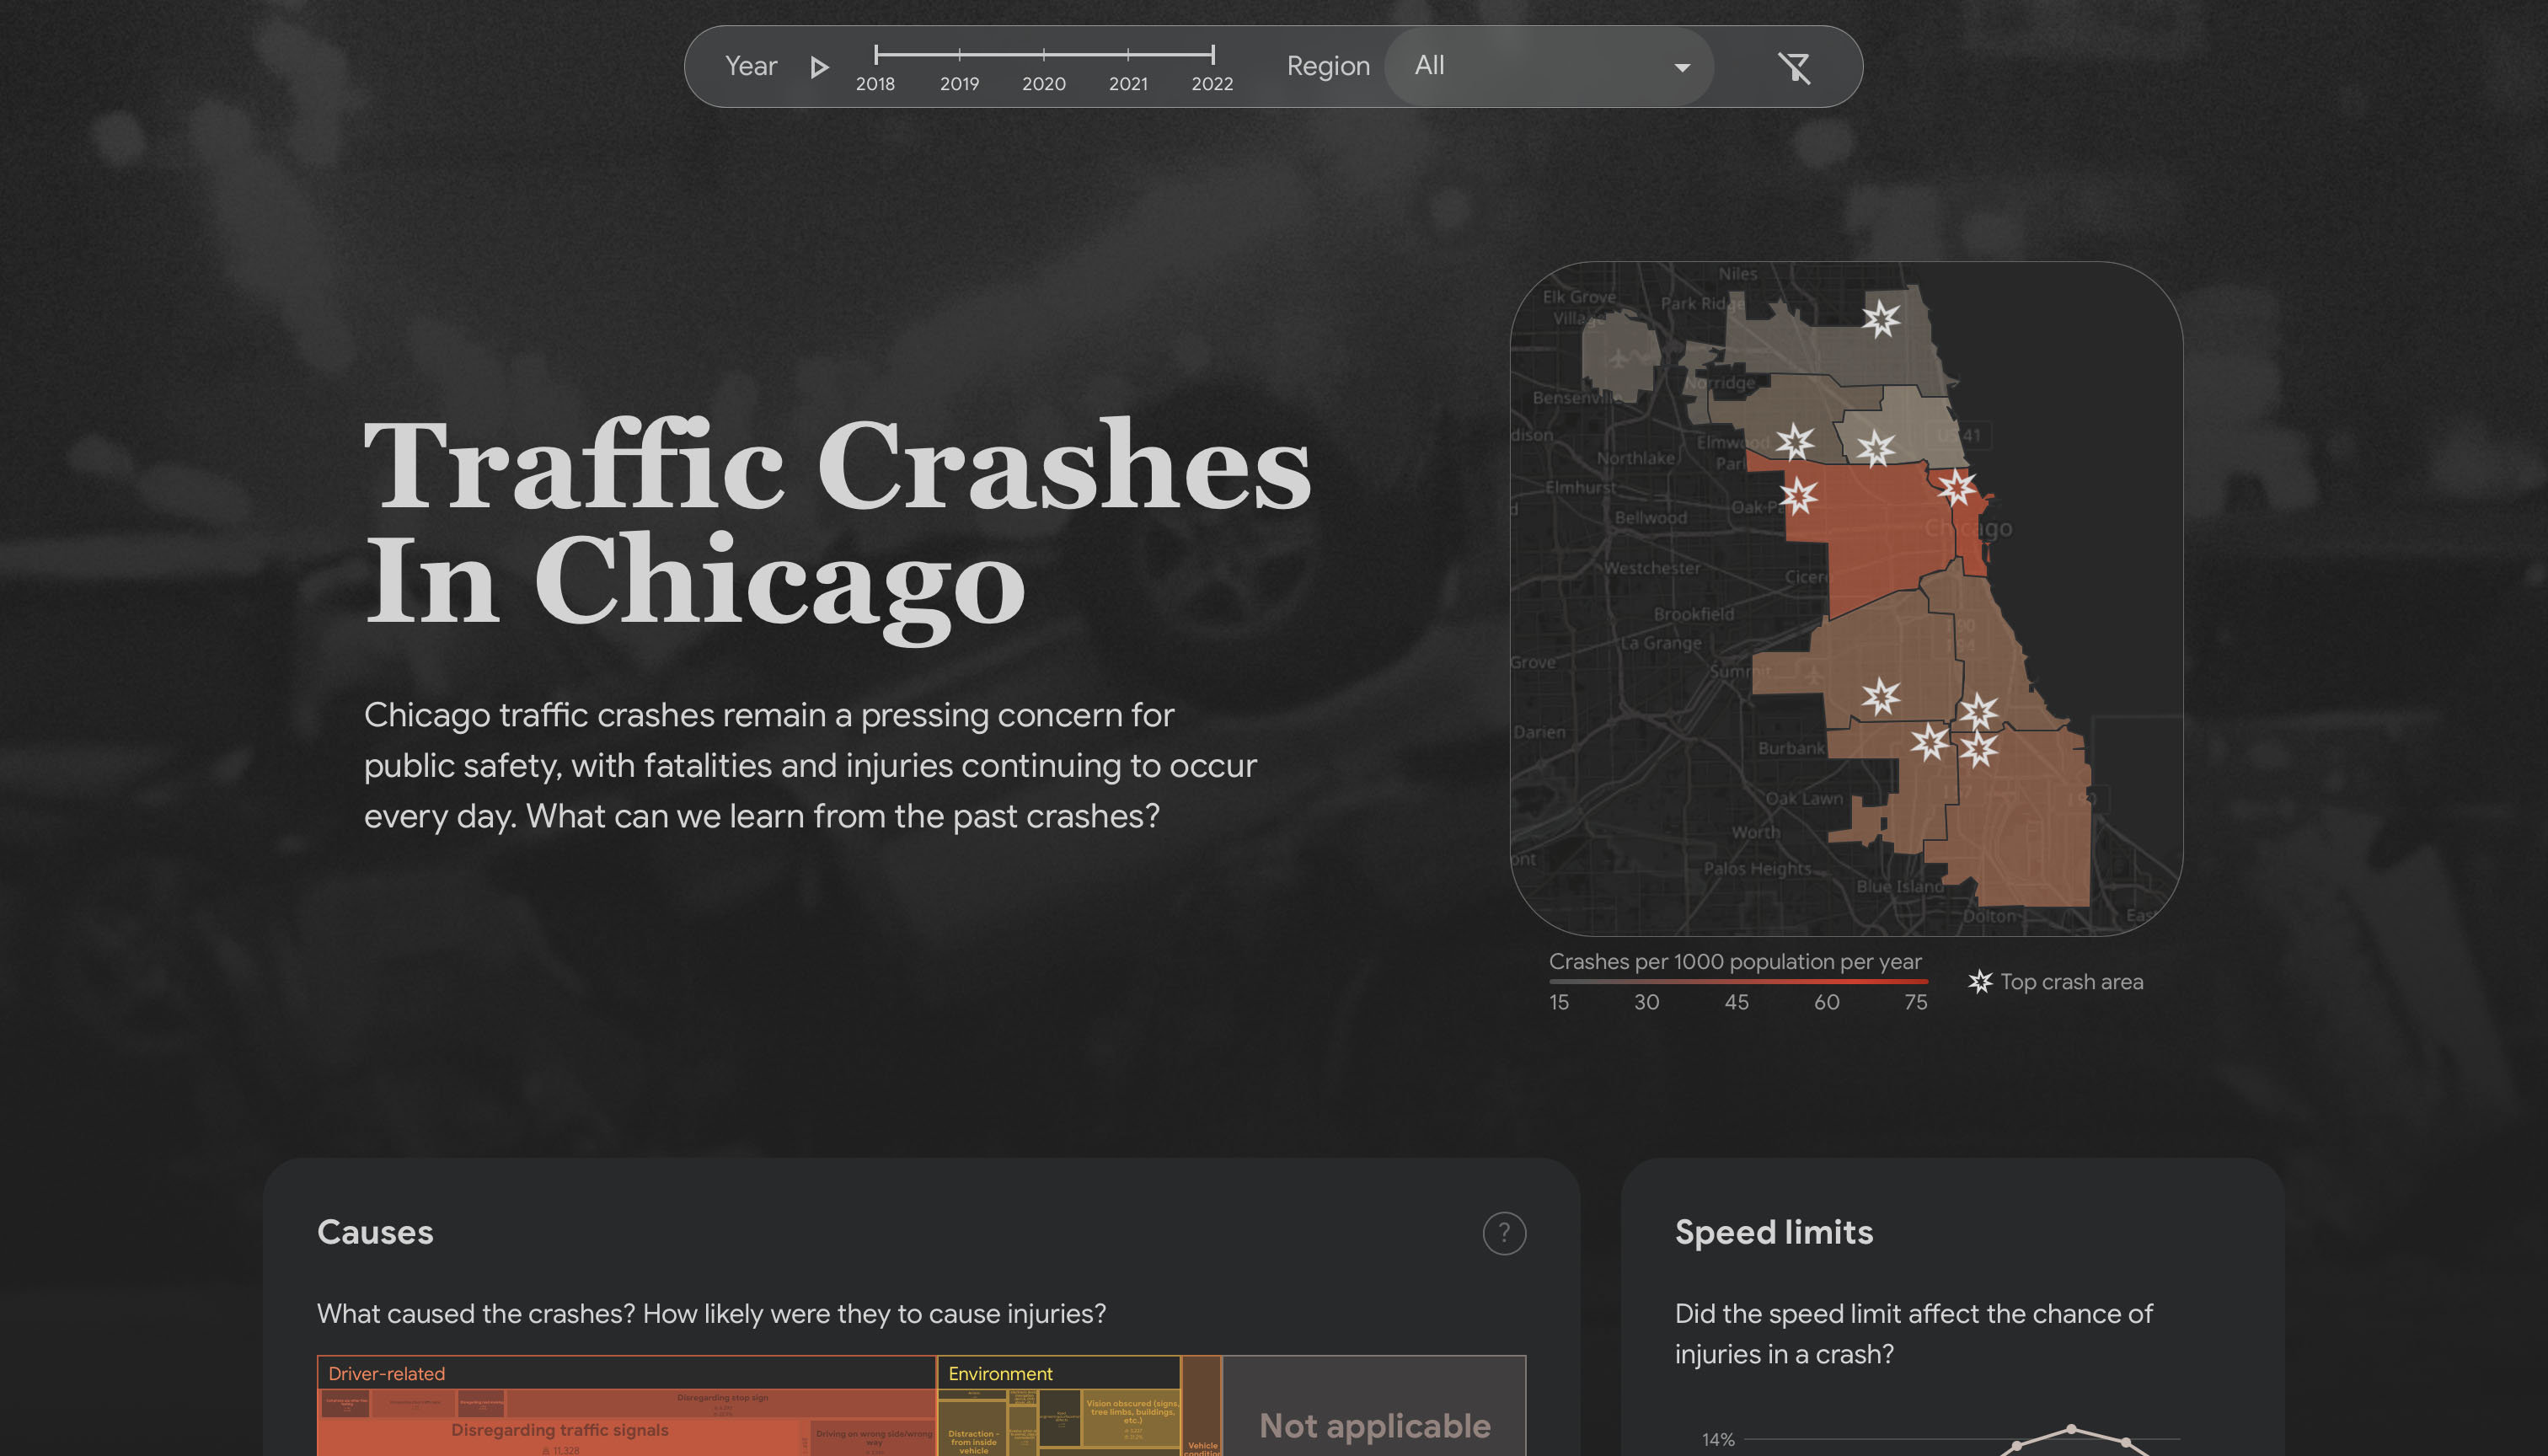 Year
2018 2019 2020 2021 2022
Region
All
Traffic Crashes
In Chicago
Chicago traffic crashes remain a pressing concern for
public safety, with fatalities and injuries continuing to occur
every day. What can we learn from the past crashes?
Niles
Elk Grove
Village
Park Ridge
Norridge
Bensenville
dison
US 41
Elmwood
Park
Northlake
Elmhurst
d
Oak P
Bellwood
Chicago
Westchester
Cicero
Brookfield
La Grange
Grove
Summit
Darien
Burbank
Oak Lawn
Worth
ont
Palos Heights
Blue Island
Dolton
East
Crashes per 1000 population per year
15 30 45 60 75
Top crash area
Causes
?
What caused the crashes? How likely were they to cause injuries?
Driver-related
Disregarding stop sign
Disregarding traffic signals
11,328
Driving on wrong side/wrong
way
Environment
Vision obscured (signs,
tree limbs, buildings,
etc.)
Distraction -
from inside
vehicle
Vehicle
condition
Not applicable
Speed limits
Did the speed limit affect the chance of
injuries in a crash?
14%